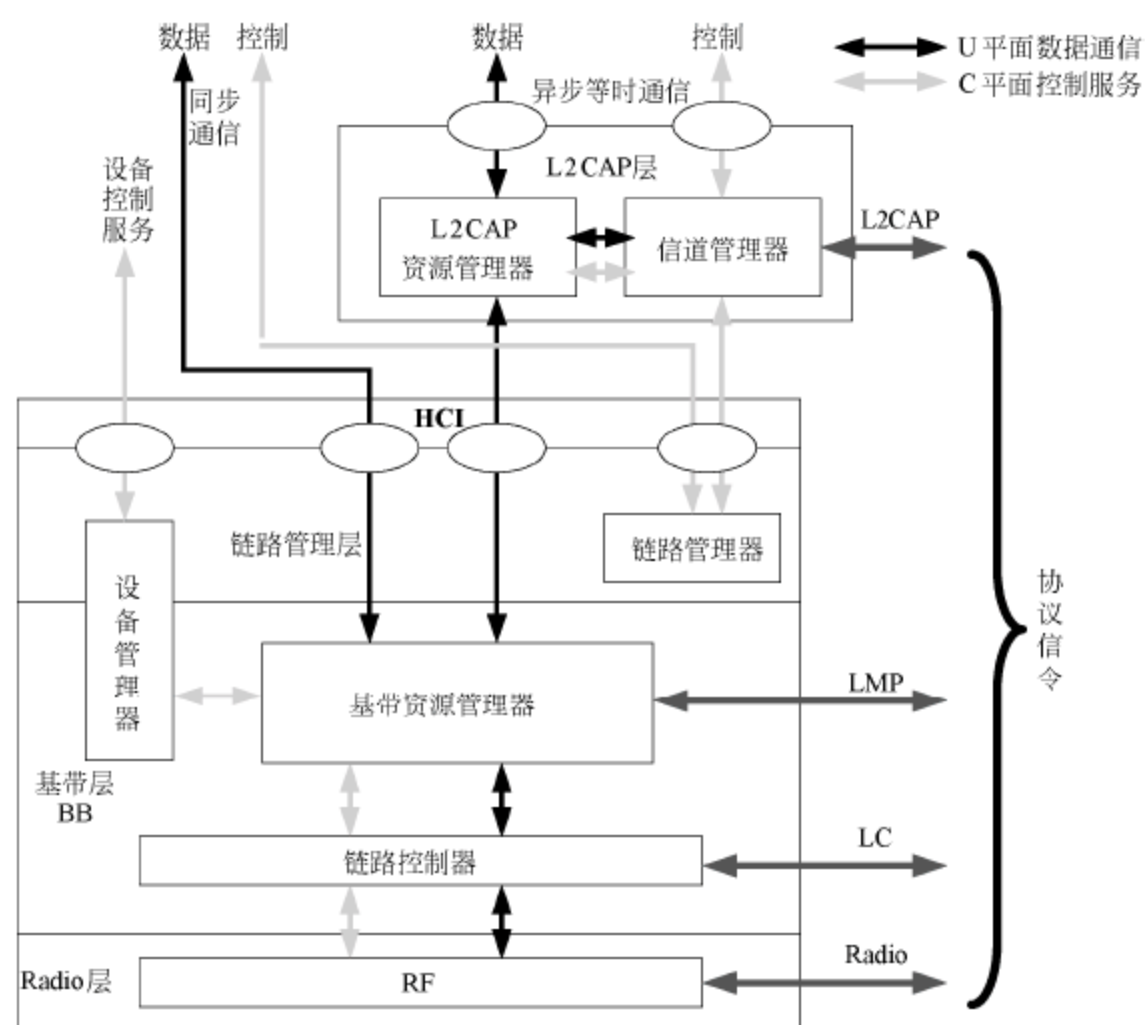 数据
控制
数据
控制
U平面数据通信
C平面控制服务
同步
通信
异步等时通信
设备
控制
服务
L2CAP层
L2CAP
资源管理器
信道管理器
L2CAP
HCI
链路管理层
链路管理器
设
备
管
理
器
协
议
信
令
基带资源管理器
LMP
基带层
BB
链路控制器
LC
Radio层
RF
Radio